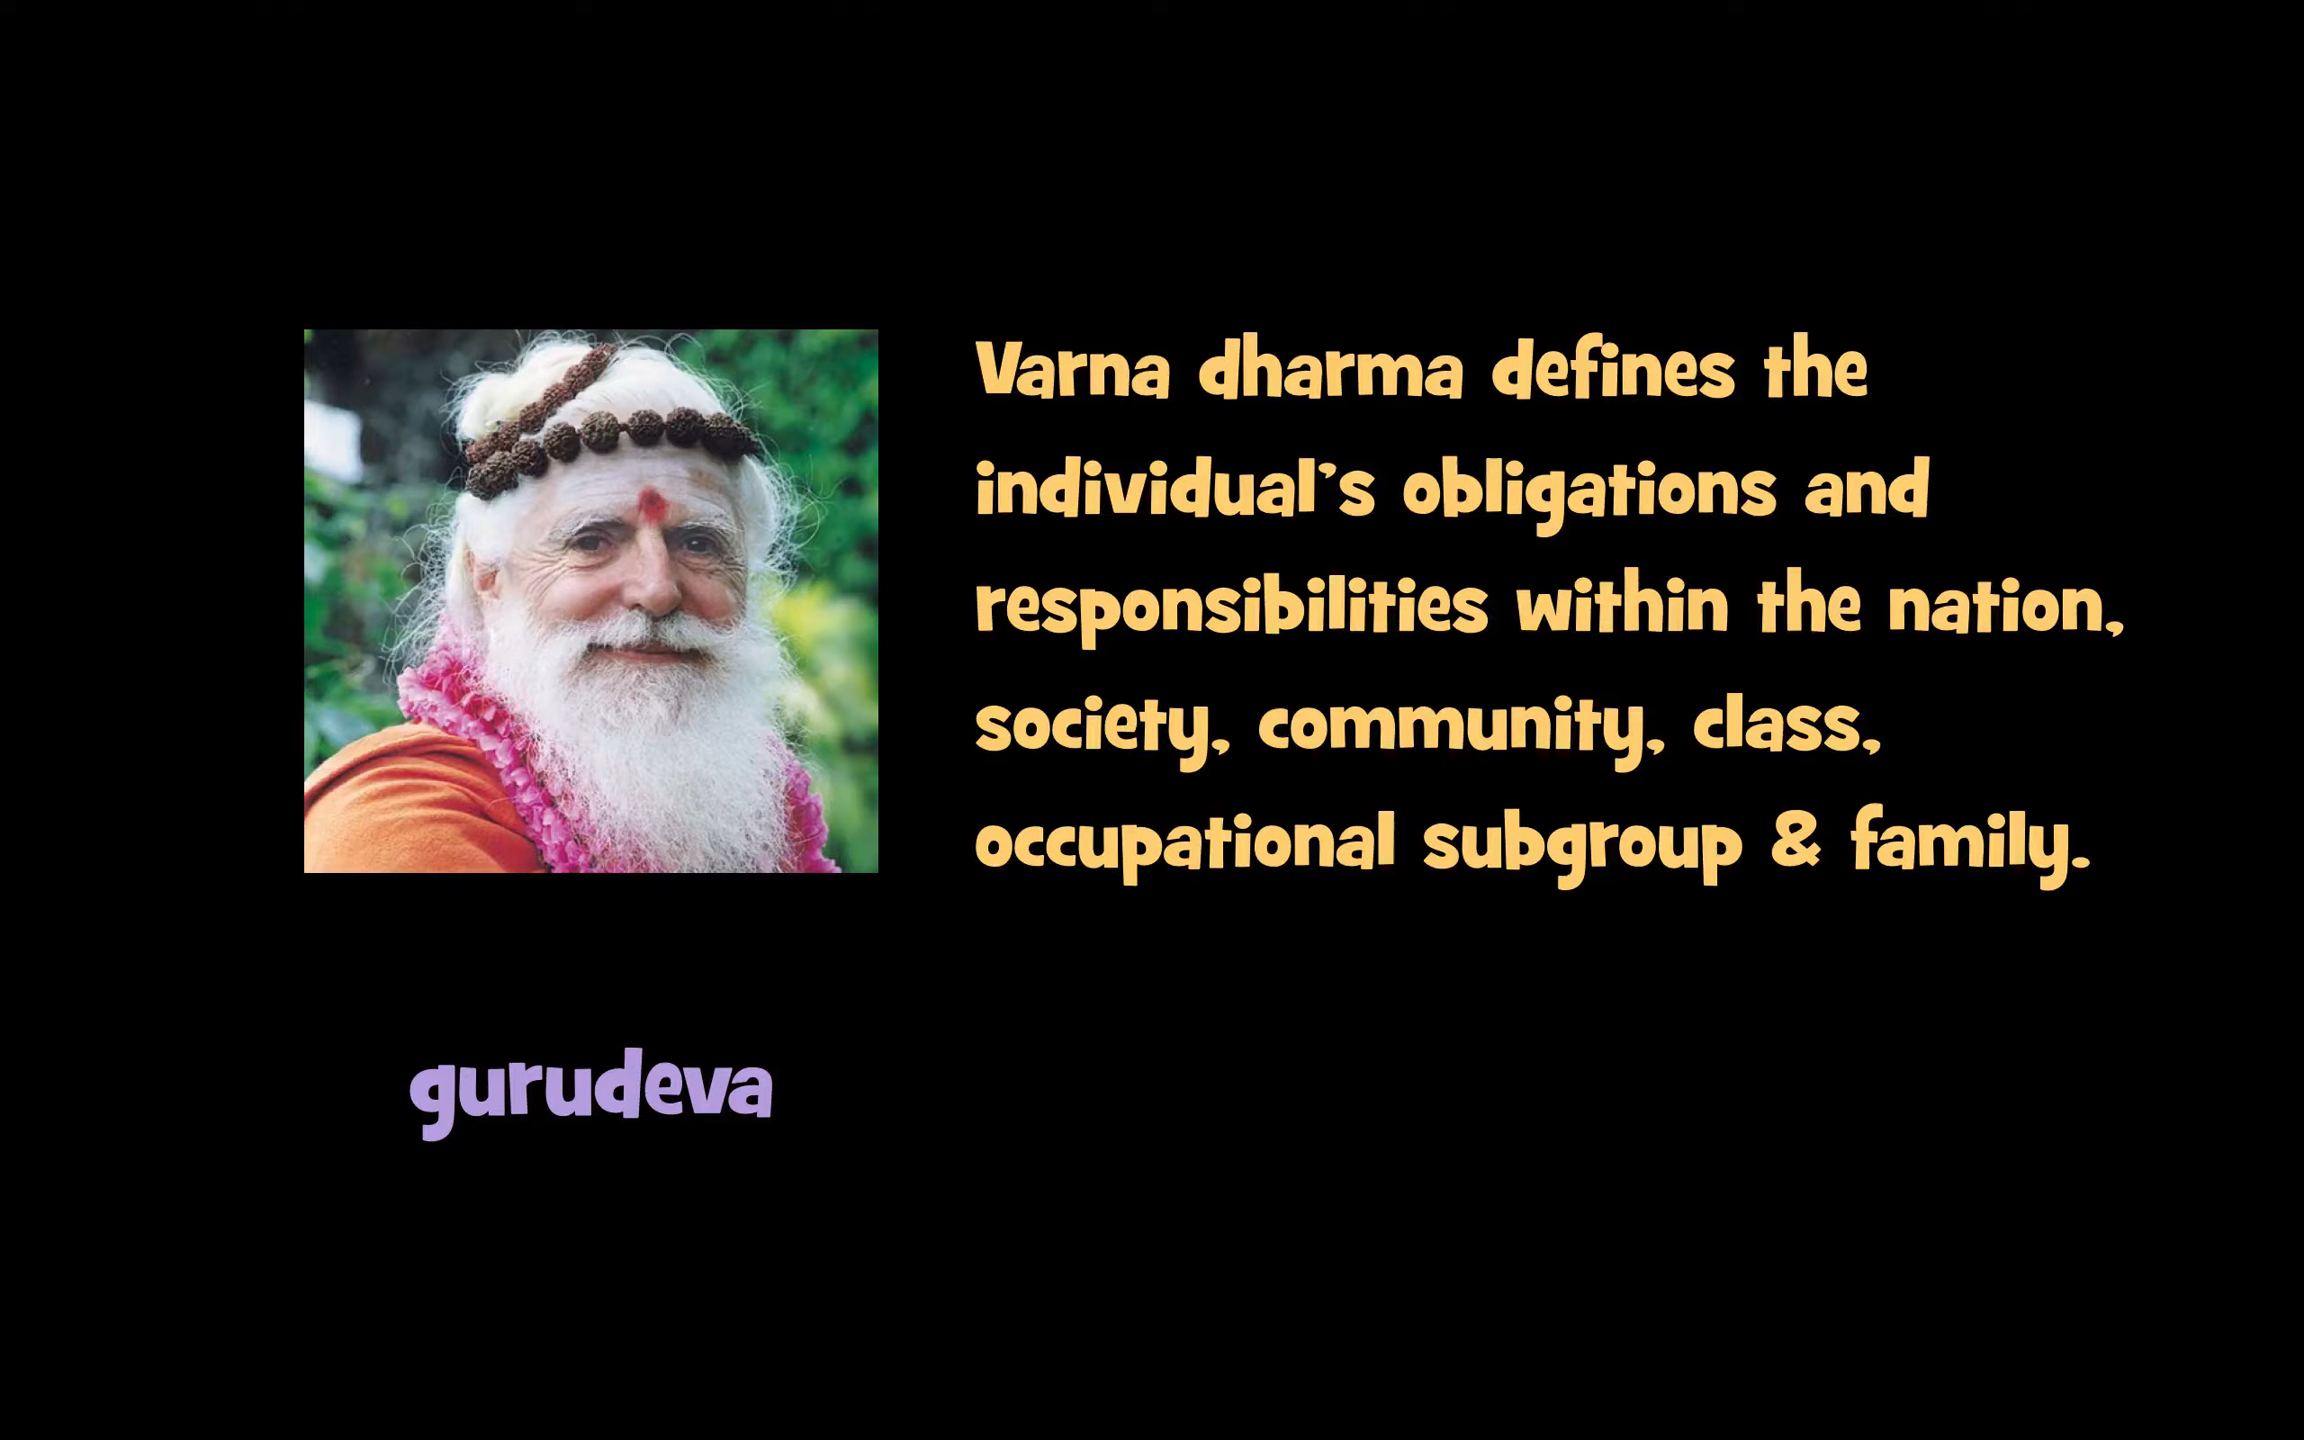 Varna dharma defines the
individual's obligations and
responsibilities within the nation,
society, community, class,
occupational subgroup & family.
gurudeva